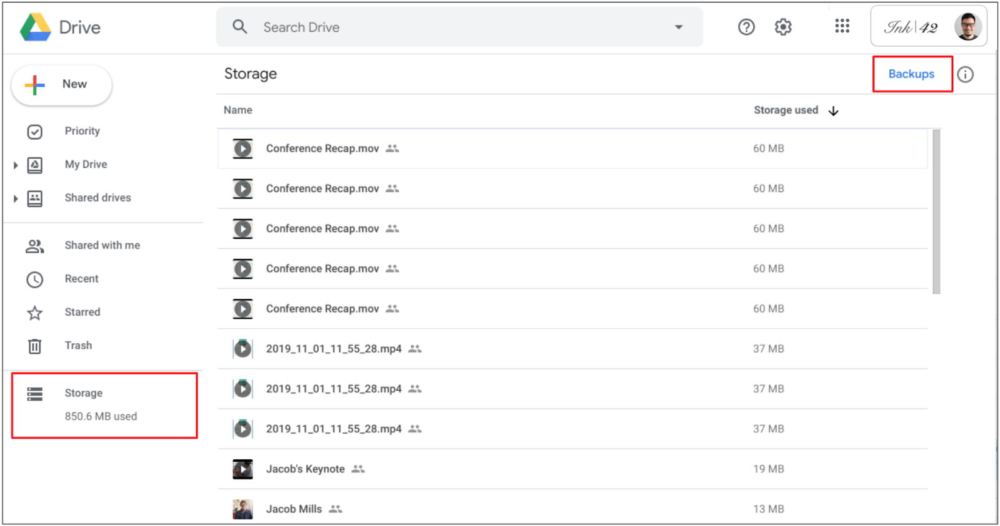 Drive
Search Drive
Ink|42
New
Priority
My Drive
Shared drives
Shared with me
Recent
Starred
Trash
Storage
850.6 MB used
Storage
Backups
Name Storage used
Conference Recap.mov 60 MB
Conference Recap.mov 60 MB
Conference Recap.mov 60 MB
Conference Recap.mov 60 MB
Conference Recap.mov 60 MB
2019_11_01_11_55_28.mp4 37 MB
2019_11_01_11_55_28.mp4 37 MB
2019_11_01_11_55_28.mp4 37 MB
Jacob's Keynote 19 MB
Jacob Mills 13 MB